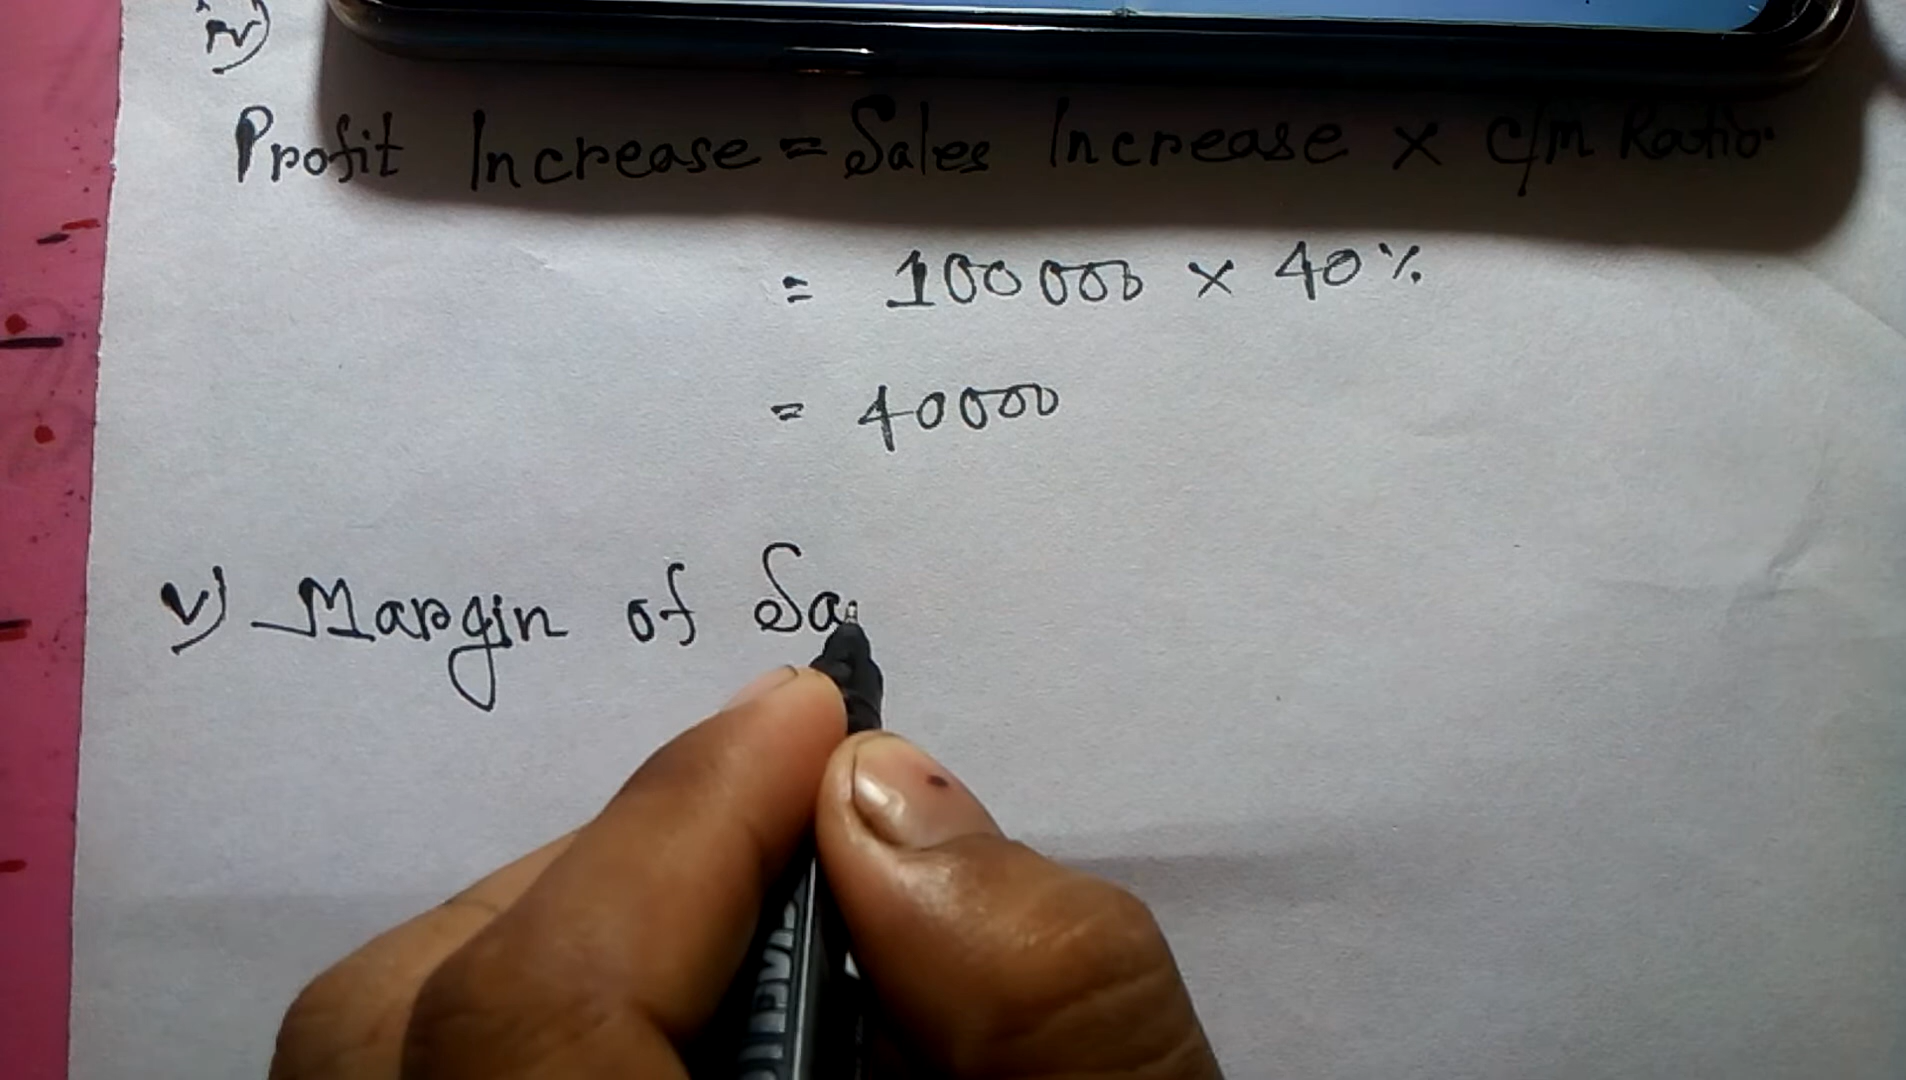 iv)
Profit Increase = Sales Increase × C/M Ratio.
= 100000 × 40%
= 40000
v) Margin of Sa